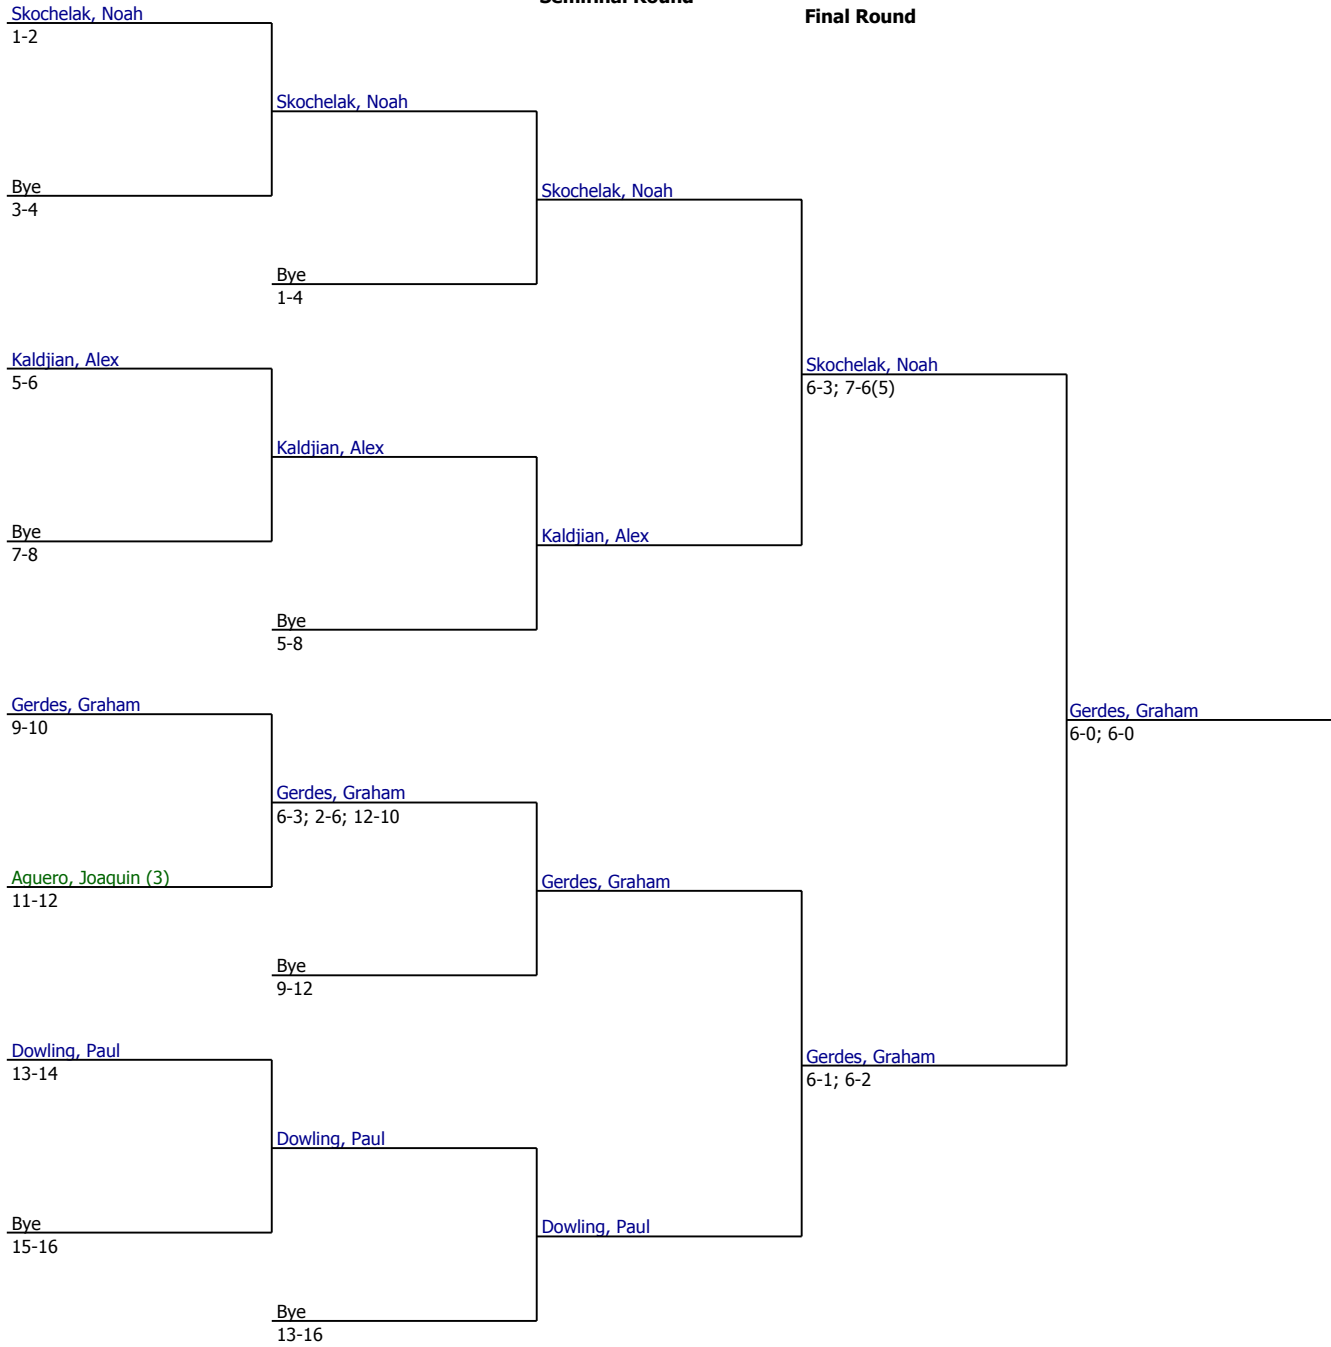 Semifinal Round
Final Round
Skochelak, Noah
1-2
Skochelak, Noah
Bye
3-4
Skochelak, Noah
Bye
1-4
Kaldjian, Alex
5-6
Skochelak, Noah
6-3; 7-6(5)
Kaldjian, Alex
Bye
7-8
Kaldjian, Alex
Bye
5-8
Gerdes, Graham
9-10
Gerdes, Graham
6-0; 6-0
Gerdes, Graham
6-3; 2-6; 12-10
Aguero, Joaquin (3)
11-12
Gerdes, Graham
Bye
9-12
Dowling, Paul
13-14
Gerdes, Graham
6-1; 6-2
Dowling, Paul
Bye
15-16
Dowling, Paul
Bye
13-16